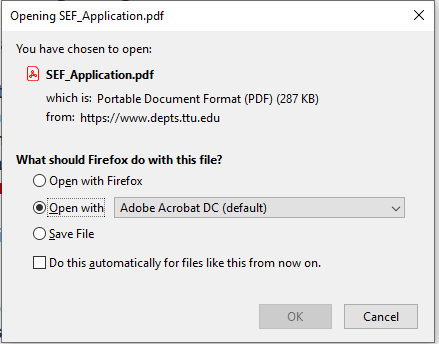 Opening SEF_Application.pdf
You have chosen to open:
SEF_Application.pdf
which is: Portable Document Format (PDF) (287 KB)
from: https://www.depts.ttu.edu
What should Firefox do with this file?
Open with Firefox
Open with Adobe Acrobat DC (default)
Save File
Do this automatically for files like this from now on.
OK Cancel